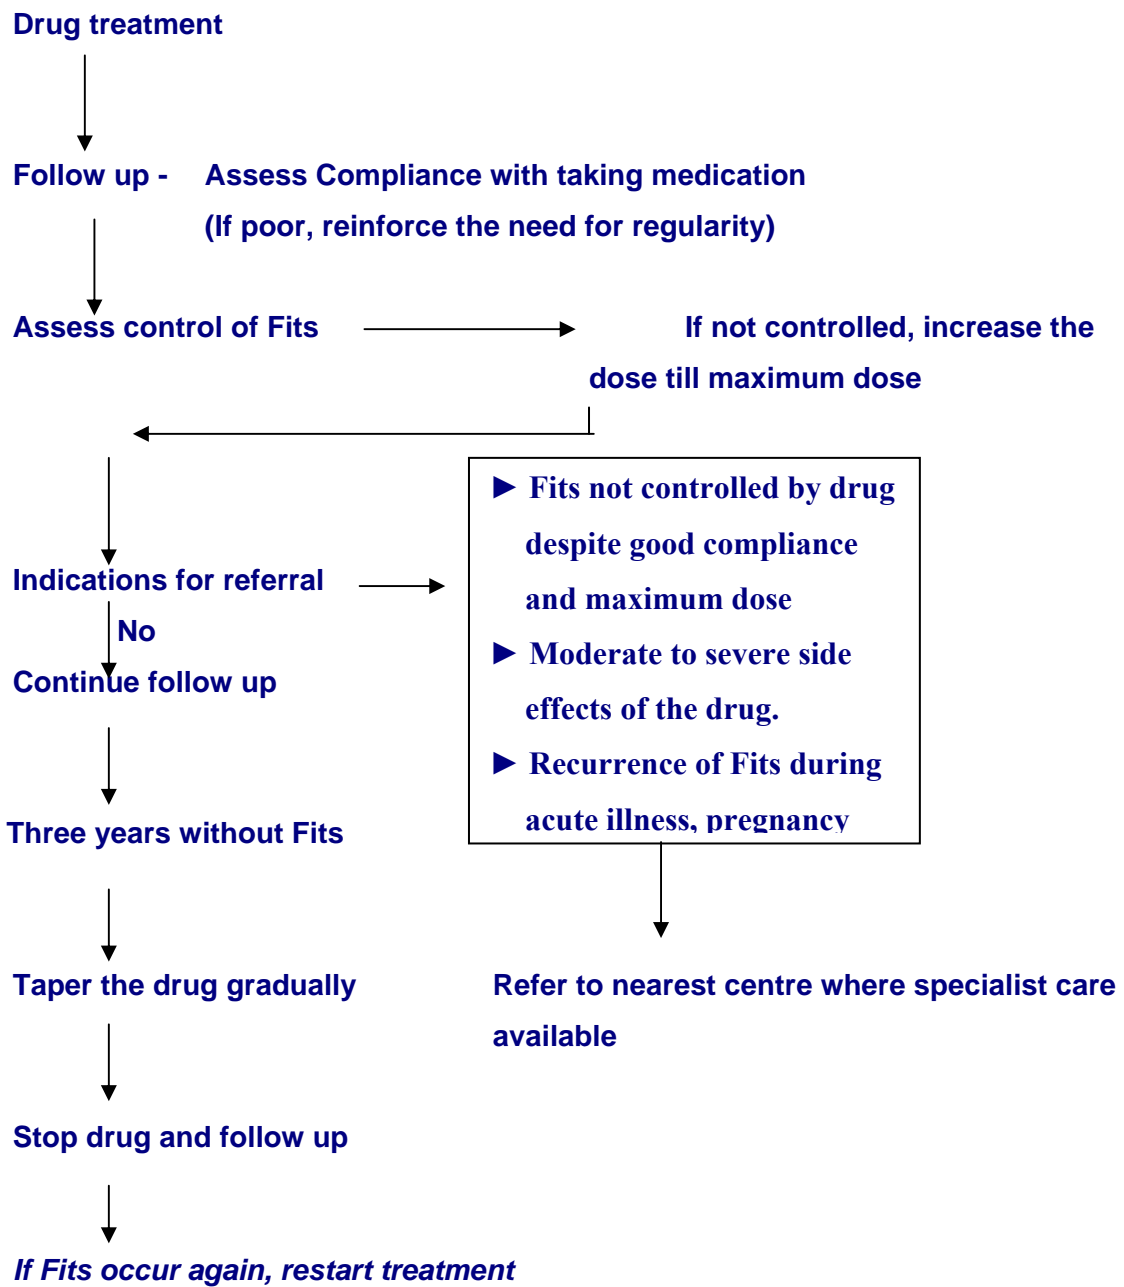 Drug treatment
Follow up - Assess Compliance with taking medication
(If poor, reinforce the need for regularity)
Assess control of Fits
If not controlled, increase the
dose till maximum dose
Indications for referral
No
Continue follow up
► Fits not controlled by drug
despite good compliance
and maximum dose
► Moderate to severe side
effects of the drug.
► Recurrence of Fits during
acute illness, pregnancy
Three years without Fits
Taper the drug gradually
Refer to nearest centre where specialist care
available
Stop drug and follow up
If Fits occur again, restart treatment